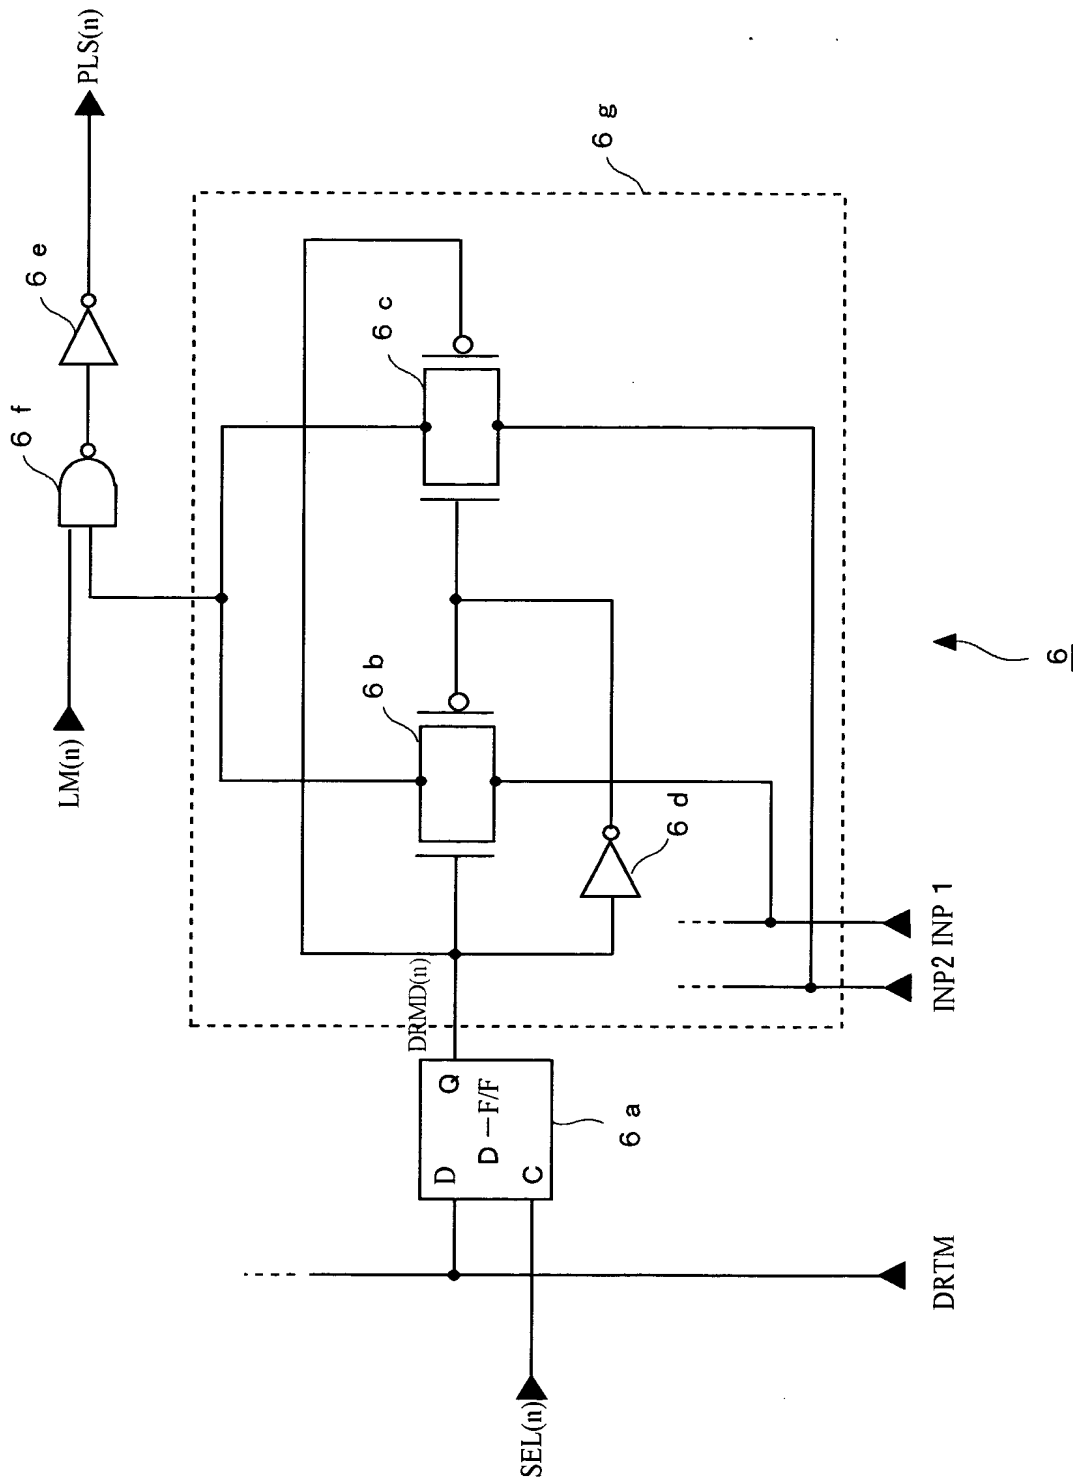 PLS(n)
6 e
6 f
LM(n)
6 g
6 c
6 b
6 d
DRMD(n)
D
Q
D－F/F
C
6 a
INP2
INP 1
DRTM
SEL(n)
6